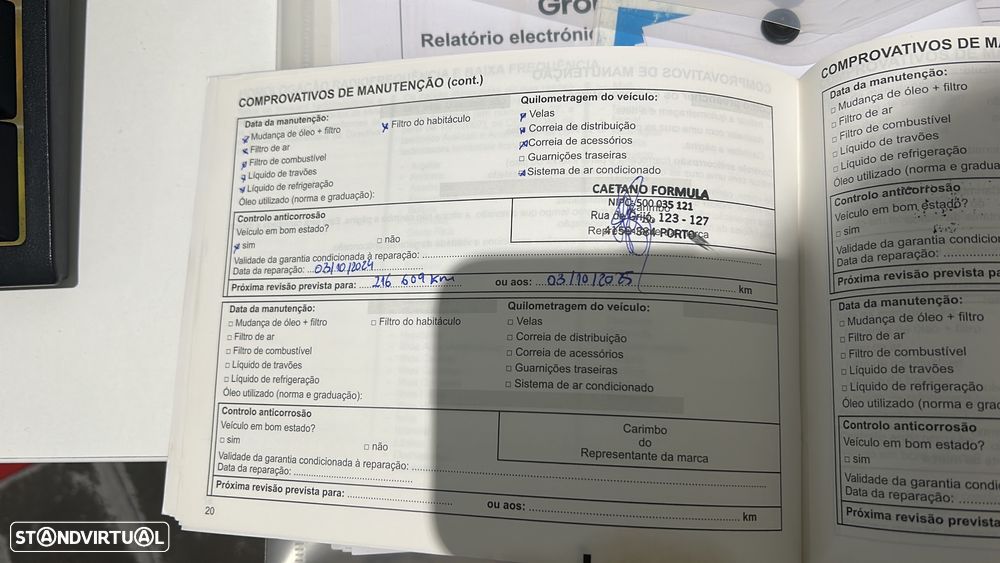 Gro
Relatório electróni
COMPROVATIVOS DE MANUTENÇÃO (cont.)
Data da manutenção:
Mudança de óleo + filtro
Filtro de ar
Filtro de combustível
Líquido de travões
Líquido de refrigeração
Óleo utilizado (norma e graduação):
Filtro do habitáculo
Quilometragem do veículo:
Velas
Correia de distribuição
Correia de acessórios
Guarnições traseiras
Sistema de ar condicionado
Controlo anticorrosão
Veículo em bom estado?
sim
não
CAETANO FORMULA
NIPC 500 035 121
Rua de Grijó, 123 - 127
4150-384 PORTO
Validade da garantia condicionada à reparação:
Data da reparação: 03/10/2024
Próxima revisão prevista para: 216 609 km ou aos: 03/10/2025 km
Data da manutenção:
Mudança de óleo + filtro
Filtro de ar
Filtro de combustível
Líquido de travões
Líquido de refrigeração
Óleo utilizado (norma e graduação):
Filtro do habitáculo
Quilometragem do veículo:
Velas
Correia de distribuição
Correia de acessórios
Guarnições traseiras
Sistema de ar condicionado
Controlo anticorrosão
Veículo em bom estado?
sim
não
Carimbo
do
Representante da marca
Validade da garantia condicionada à reparação:
Data da reparação:
Próxima revisão prevista para: ou aos: km
20
COMPROVATIVOS DE MA
Data da manutenção:
Mudança de óleo + filtro
Filtro de ar
Filtro de combustível
Líquido de travões
Líquido de refrigeração
Óleo utilizado (norma e gradua
Controlo anticorrosão
Veículo em bom estado?
sim
Validade da garantia condicion
Data da reparação:
Próxima revisão prevista par
Data da manutenção:
Mudança de óleo + filtro
Filtro de ar
Filtro de combustível
Líquido de travões
Líquido de refrigeração
Óleo utilizado (norma e gradu
Controlo anticorrosão
Veículo em bom estado?
sim
Validade da garantia condicio
Data da reparação:
Próxima revisão prevista
STANDVIRTUAL